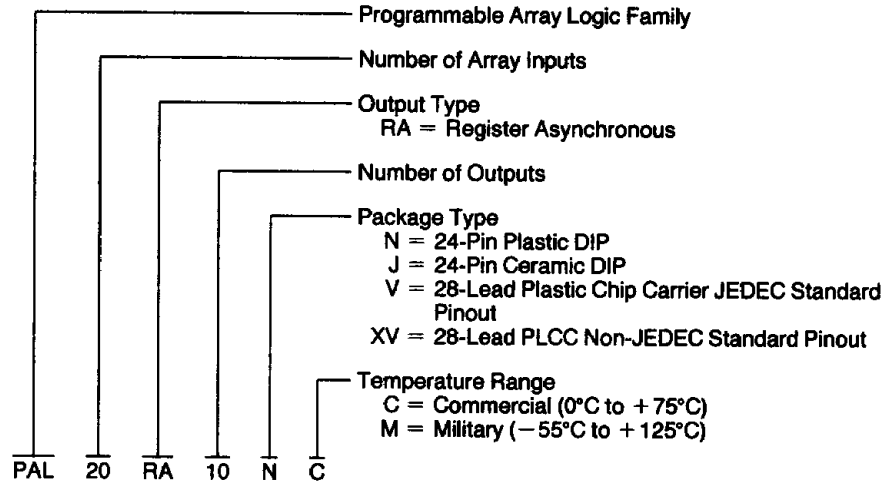 Programmable Array Logic Family
Number of Array Inputs
Output Type
RA = Register Asynchronous
Number of Outputs
Package Type
N = 24-Pin Plastic DIP
J = 24-Pin Ceramic DIP
V = 28-Lead Plastic Chip Carrier JEDEC Standard
Pinout
XV = 28-Lead PLCC Non-JEDEC Standard Pinout
Temperature Range
C = Commercial (0°C to +75°C)
M = Military (−55°C to +125°C)
PAL 20 RA 10 N C